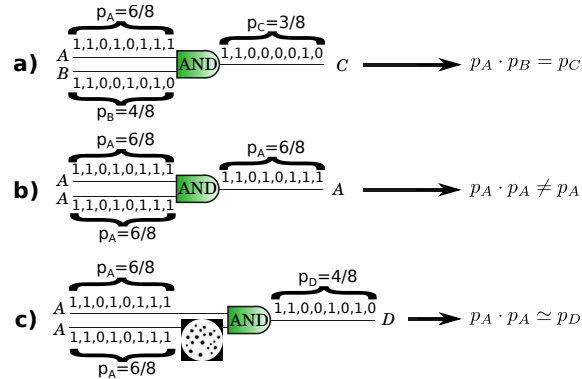 p_A=6/8
p_C=3/8
1,1,0,1,0,1,1,1
1,1,0,0,0,0,1,0
a)
A
B
AND
C
p_A · p_B = p_C
1,1,0,0,1,0,1,0
p_B=4/8
p_A=6/8
p_A=6/8
1,1,0,1,0,1,1,1
1,1,0,1,0,1,1,1
b)
A
A
AND
A
p_A · p_A ≠ p_A
1,1,0,1,0,1,1,1
p_A=6/8
p_A=6/8
p_D=4/8
1,1,0,1,0,1,1,1
1,1,0,0,1,0,1,0
c)
A
A
AND
D
p_A · p_A ≃ p_D
1,1,0,1,0,1,1,1
p_A=6/8